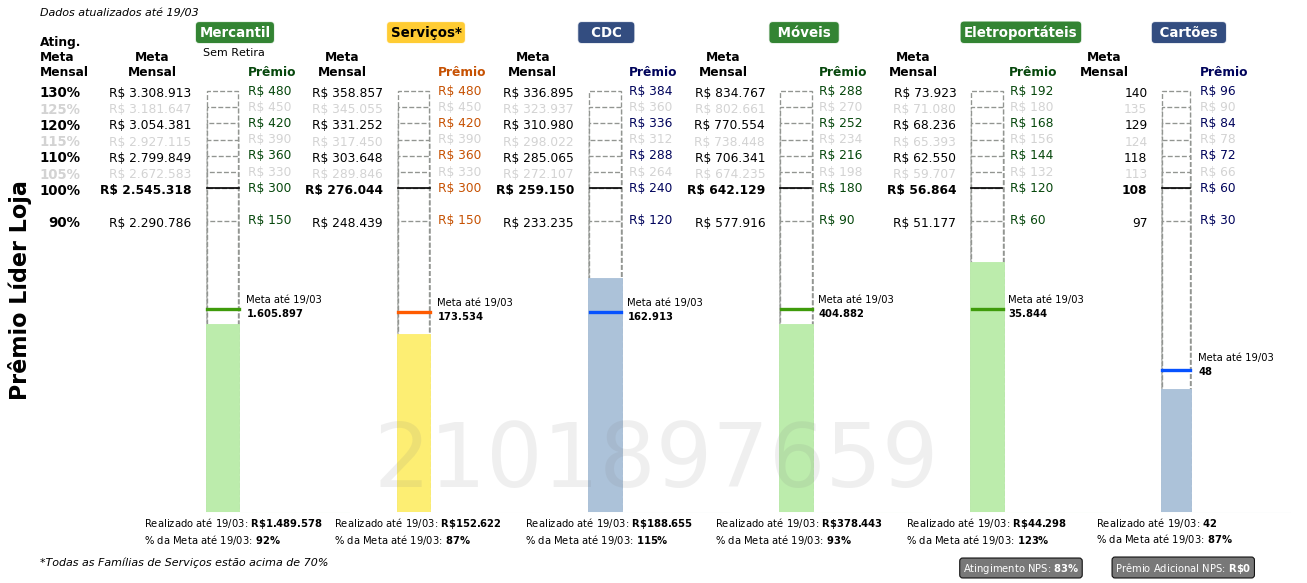 Dados atualizados até 19/03
Mercantil Serviços* CDC Móveis Eletroportáteis Cartões
Sem Retira
Ating. Meta Mensal
Meta Mensal Prêmio Meta Mensal Prêmio Meta Mensal Prêmio Meta Mensal Prêmio Meta Mensal Prêmio Meta Mensal Prêmio
130% R$ 3.308.913 R$ 480 R$ 358.857 R$ 480 R$ 336.895 R$ 384 R$ 834.767 R$ 288 R$ 73.923 R$ 192 140 R$ 96
125% R$ 3.181.647 R$ 450 R$ 345.055 R$ 450 R$ 323.937 R$ 360 R$ 802.661 R$ 270 R$ 71.080 R$ 180 135 R$ 90
120% R$ 3.054.381 R$ 420 R$ 331.252 R$ 420 R$ 310.980 R$ 336 R$ 770.554 R$ 252 R$ 68.236 R$ 168 129 R$ 84
115% R$ 2.927.115 R$ 390 R$ 317.450 R$ 390 R$ 298.022 R$ 312 R$ 738.448 R$ 234 R$ 65.393 R$ 156 124 R$ 78
110% R$ 2.799.849 R$ 360 R$ 303.648 R$ 360 R$ 285.065 R$ 288 R$ 706.341 R$ 216 R$ 62.550 R$ 144 118 R$ 72
105% R$ 2.672.583 R$ 330 R$ 289.846 R$ 330 R$ 272.107 R$ 264 R$ 674.235 R$ 198 R$ 59.707 R$ 132 113 R$ 66
100% R$ 2.545.318 R$ 300 R$ 276.044 R$ 300 R$ 259.150 R$ 240 R$ 642.129 R$ 180 R$ 56.864 R$ 120 108 R$ 60
90% R$ 2.290.786 R$ 150 R$ 248.439 R$ 150 R$ 233.235 R$ 120 R$ 577.916 R$ 90 R$ 51.177 R$ 60 97 R$ 30
Prêmio Líder Loja
Meta até 19/03 Meta até 19/03 Meta até 19/03 Meta até 19/03 Meta até 19/03
1.605.897 173.534 162.913 404.882 35.844
Meta até 19/03
48
2101897659
Realizado até 19/03: R$1.489.578 Realizado até 19/03: R$152.622 Realizado até 19/03: R$188.655 Realizado até 19/03: R$378.443 Realizado até 19/03: R$44.298 Realizado até 19/03: 42
% da Meta até 19/03: 92% % da Meta até 19/03: 87% % da Meta até 19/03: 115% % da Meta até 19/03: 93% % da Meta até 19/03: 123% % da Meta até 19/03: 87%
*Todas as Famílias de Serviços estão acima de 70%
Atingimento NPS: 83% Prêmio Adicional NPS: R$0